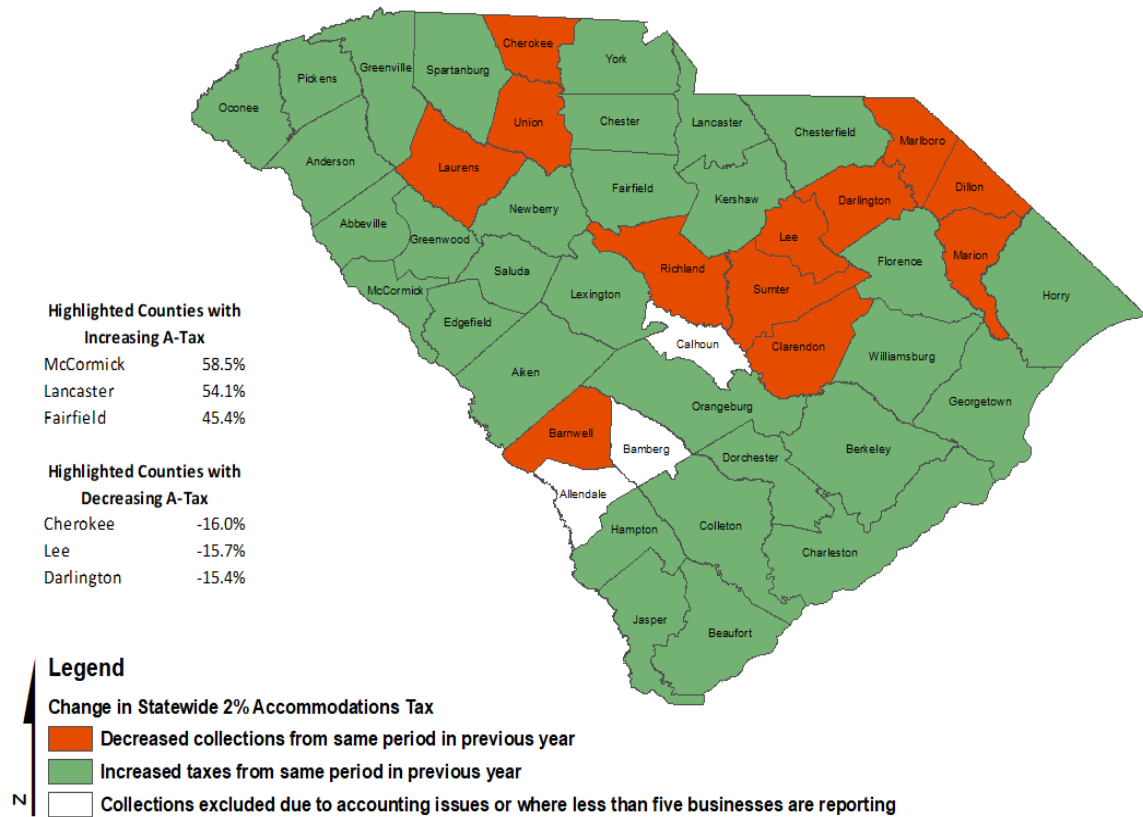 Cherokee
York
Spartanburg
Greenville
Pickens
Oconee
Union
Chester
Lancaster
Chesterfield
Marlboro
Anderson
Laurens
Dillon
Fairfield
Kershaw
Darlington
Newberry
Abbeville
Greenwood
Lee
Marion
Florence
Richland
Saluda
McCormick
Lexington
Sumter
Horry
Edgefield
Calhoun
Clarendon
Williamsburg
Aiken
Georgetown
Orangeburg
Barnwell
Bamberg
Berkeley
Dorchester
Allendale
Hampton
Colleton
Charleston
Jasper
Beaufort
Highlighted Counties with
Increasing A-Tax
McCormick 58.5%
Lancaster 54.1%
Fairfield 45.4%
Highlighted Counties with
Decreasing A-Tax
Cherokee -16.0%
Lee -15.7%
Darlington -15.4%
Legend
Change in Statewide 2% Accommodations Tax
Decreased collections from same period in previous year
Increased taxes from same period in previous year
Collections excluded due to accounting issues or where less than five businesses are reporting
N